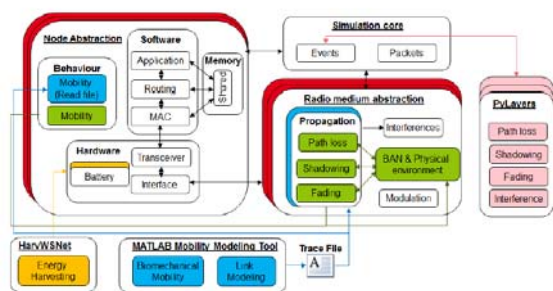 Node Abstraction
Software
Behaviour
Mobility
(Read file)
Mobility
Application
Routing
MAC
Memory
Shared
Hardware
Battery
Transceiver
Interface
Simulation core
Events
Packets
Radio medium abstraction
Propagation
Path loss
Shadowing
Fading
Interferences
BAN & Physical
environment
Modulation
PyLayers
Path loss
Shadowing
Fading
Interference
HarvWSNet
Energy
Harvesting
MATLAB Mobility Modeling Tool
Biomechanical
Mobility
Link
Modeling
Trace File
A